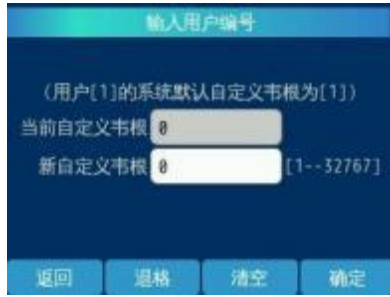 输入用户编号
(用户[1]的系统默认自定义韦根为[1])
当前自定义韦根 0
新自定义韦根 0 [1--32767]
返回 退格 清空 确定